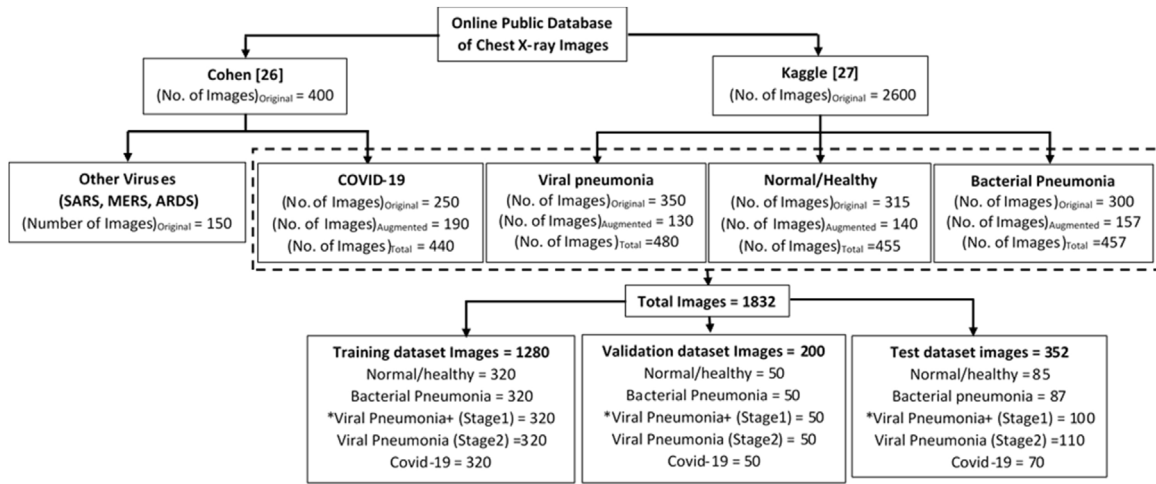 Online Public Database
of Chest X-ray Images
Cohen [26]
(No. of Images)Original = 400
Kaggle [27]
(No. of Images)Original = 2600
Other Viruses
(SARS, MERS, ARDS)
(Number of Images)Original = 150
COVID-19
(No. of Images)Original = 250
(No. of Images)Augmented = 190
(No. of Images)Total = 440
Viral pneumonia
(No. of Images)Original = 350
(No. of Images)Augmented = 130
(No. of Images)Total =480
Normal/Healthy
(No. of Images)Original = 315
(No. of Images)Augmented = 140
(No. of Images)Total = 455
Bacterial Pneumonia
(No. of Images)Original = 300
(No. of Images)Augmented = 157
(No. of Images)Total = 457
Total Images = 1832
Training dataset Images = 1280
Normal/healthy = 320
Bacterial Pneumonia = 320
*Viral Pneumonia+ (Stage1) = 320
Viral Pneumonia (Stage2) =320
Covid-19 = 320
Validation dataset Images = 200
Normal/healthy = 50
Bacterial Pneumonia = 50
*Viral Pneumonia+ (Stage1) = 50
Viral Pneumonia (Stage2) = 50
Covid-19 = 50
Test dataset images = 352
Normal/healthy = 85
Bacterial pneumonia = 87
*Viral Pneumonia+ (Stage1) = 100
Viral Pneumonia (Stage2) =110
Covid-19 = 70